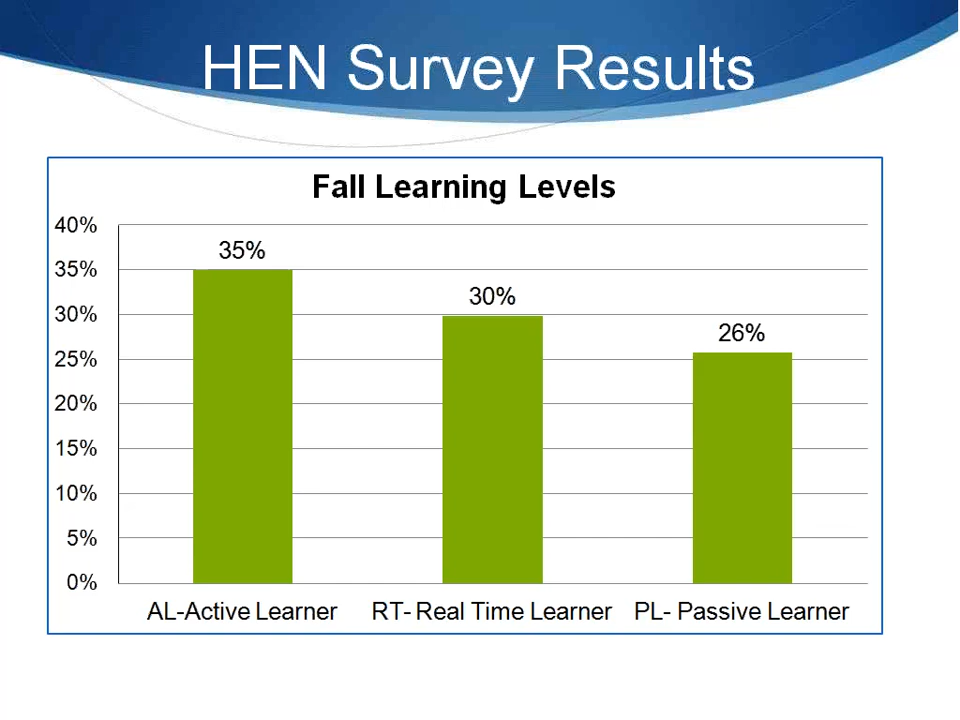 HEN Survey Results
Fall Learning Levels
40%
35%
30%
25%
20%
15%
10%
5%
0%
35%
30%
26%
AL-Active Learner
RT- Real Time Learner
PL- Passive Learner